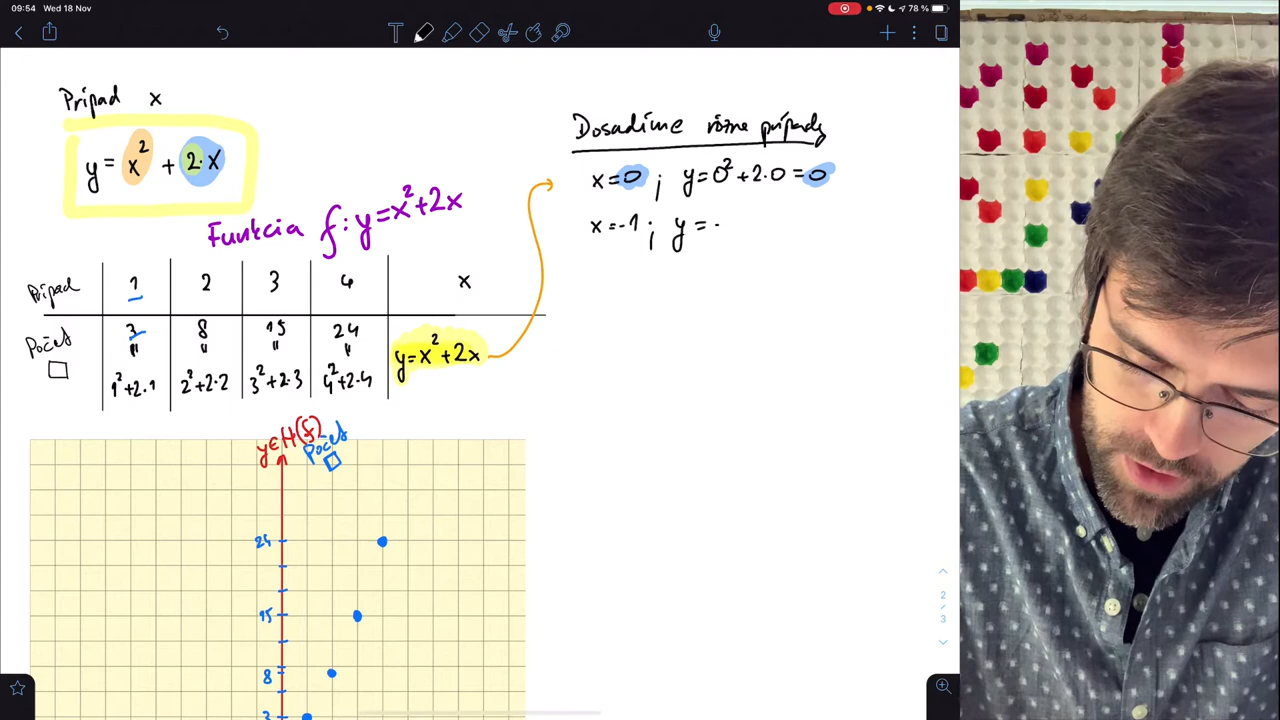 09:54 Wed 18 Nov
78 %
Prípad x
y = x² + 2·x
Funkcia f: y = x² + 2x
Prípad 1 2 3 4 x
Počet □ 3 8 15 24 y = x² + 2x
" " " "
1² + 2·1 2² + 2·2 3² + 2·3 4² + 2·4
y ∈ H(f)
Počet □
24
15
8
3
Dosadíme rôzne prípady
x = 0 ; y = 0² + 2·0 = 0
x = -1 ; y = -
2
/
3